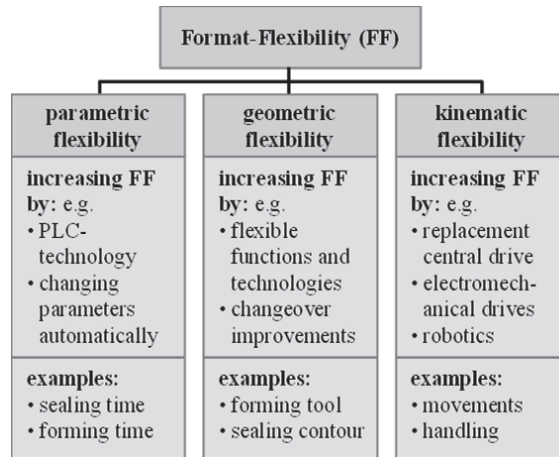 Format-Flexibility (FF)
parametric
flexibility
increasing FF
by: e.g.
• PLC-
technology
• changing
parameters
automatically
examples:
• sealing time
• forming time
geometric
flexibility
increasing FF
by: e.g.
• flexible
functions and
technologies
• changeover
improvements
examples:
• forming tool
• sealing contour
kinematic
flexibility
increasing FF
by: e.g.
• replacement
central drive
• electromech-
anical drives
• robotics
examples:
• movements
• handling